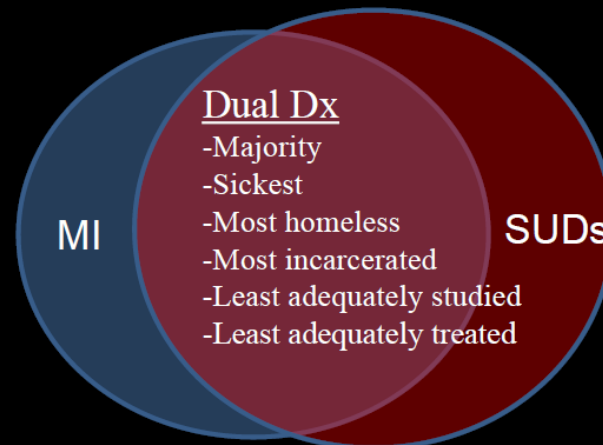 Dual Dx
-Majority
-Sickest
-Most homeless
MI
SUDs
-Most incarcerated
-Least adequately studied
-Least adequately treated